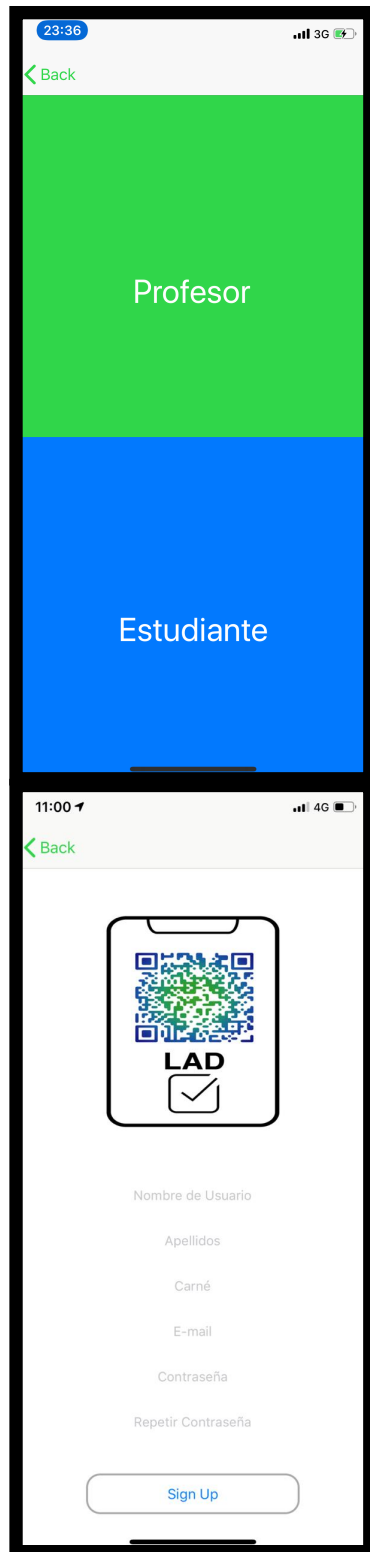 23:36
3G
Back
Profesor
Estudiante
11:00
4G
Back
LAD
Nombre de Usuario
Apellidos
Carné
E-mail
Contraseña
Repetir Contraseña
Sign Up